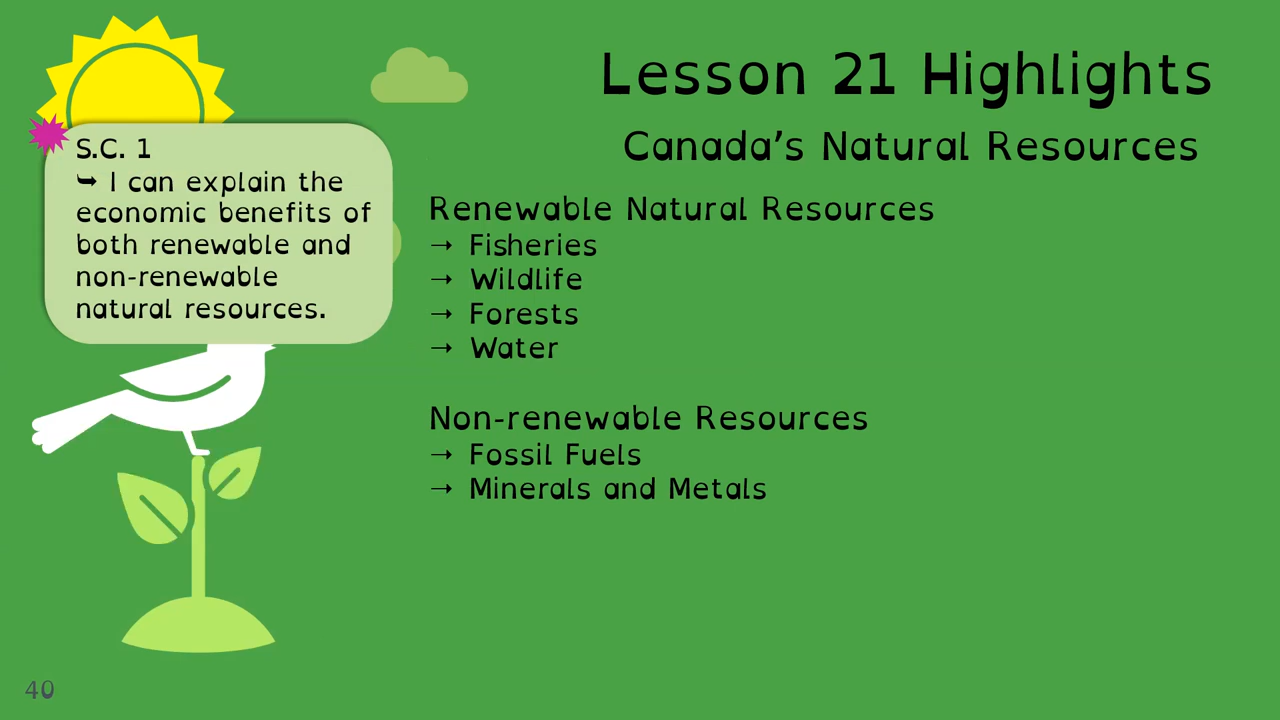 Lesson 21 Highlights
Canada's Natural Resources
S.C. 1
⮩ I can explain the
economic benefits of
both renewable and
non-renewable
natural resources.
Renewable Natural Resources
→ Fisheries
→ Wildlife
→ Forests
→ Water
Non-renewable Resources
→ Fossil Fuels
→ Minerals and Metals
40